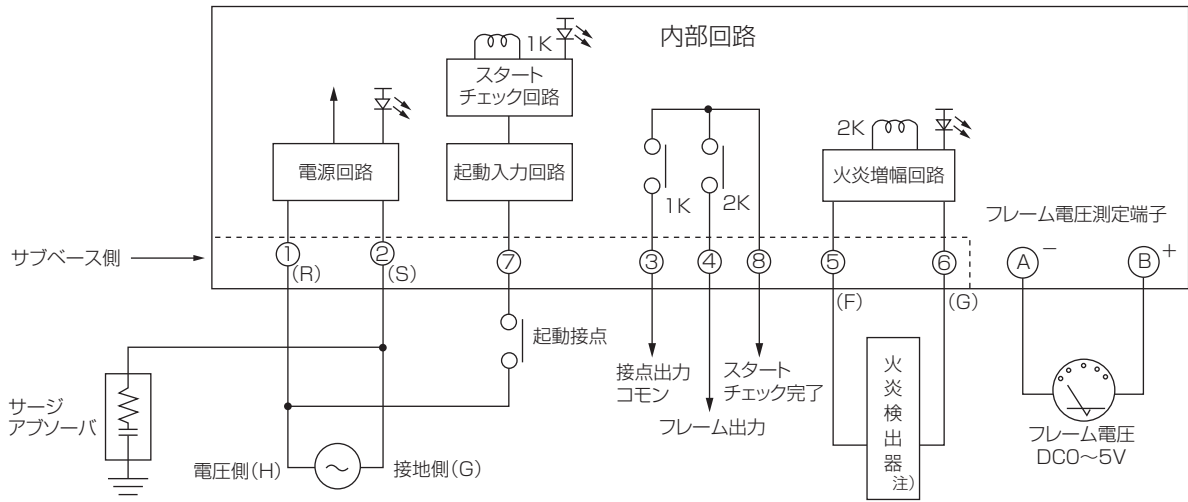 内部回路
1K
スタート
チェック回路
電源回路
起動入力回路
1K
2K
2K
火炎増幅回路
フレーム電圧測定端子
サブベース側
①
(R)
②
(S)
⑦
③
④
⑧
⑤
(F)
⑥
(G)
A
−
B
+
起動接点
接点出力
コモン
フレーム出力
スタート
チェック完了
火炎検出器
注)
サージ
アブソーバ
電圧側(H)
接地側(G)
フレーム電圧
DC0～5V